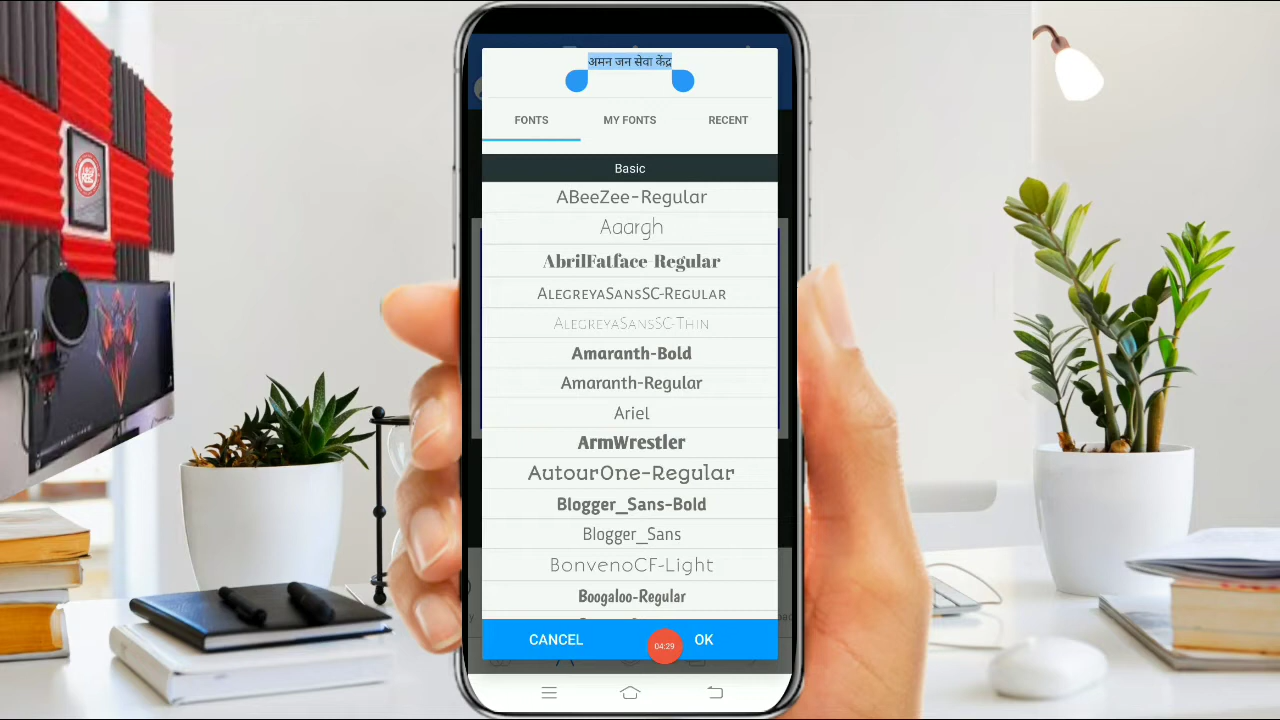 अमन जन सेवा केंद्र
FONTS MY FONTS RECENT
Basic
ABeeZee-Regular
Aaargh
AbrilFatface-Regular
AlegreyaSansSC-Regular
AlegreyaSansSC-Thin
Amaranth-Bold
Amaranth-Regular
Ariel
ArmWrestler
AutourOne-Regular
Blogger_Sans-Bold
Blogger_Sans
BonvenoCF-Light
Boogaloo-Regular
CANCEL 04:29 OK